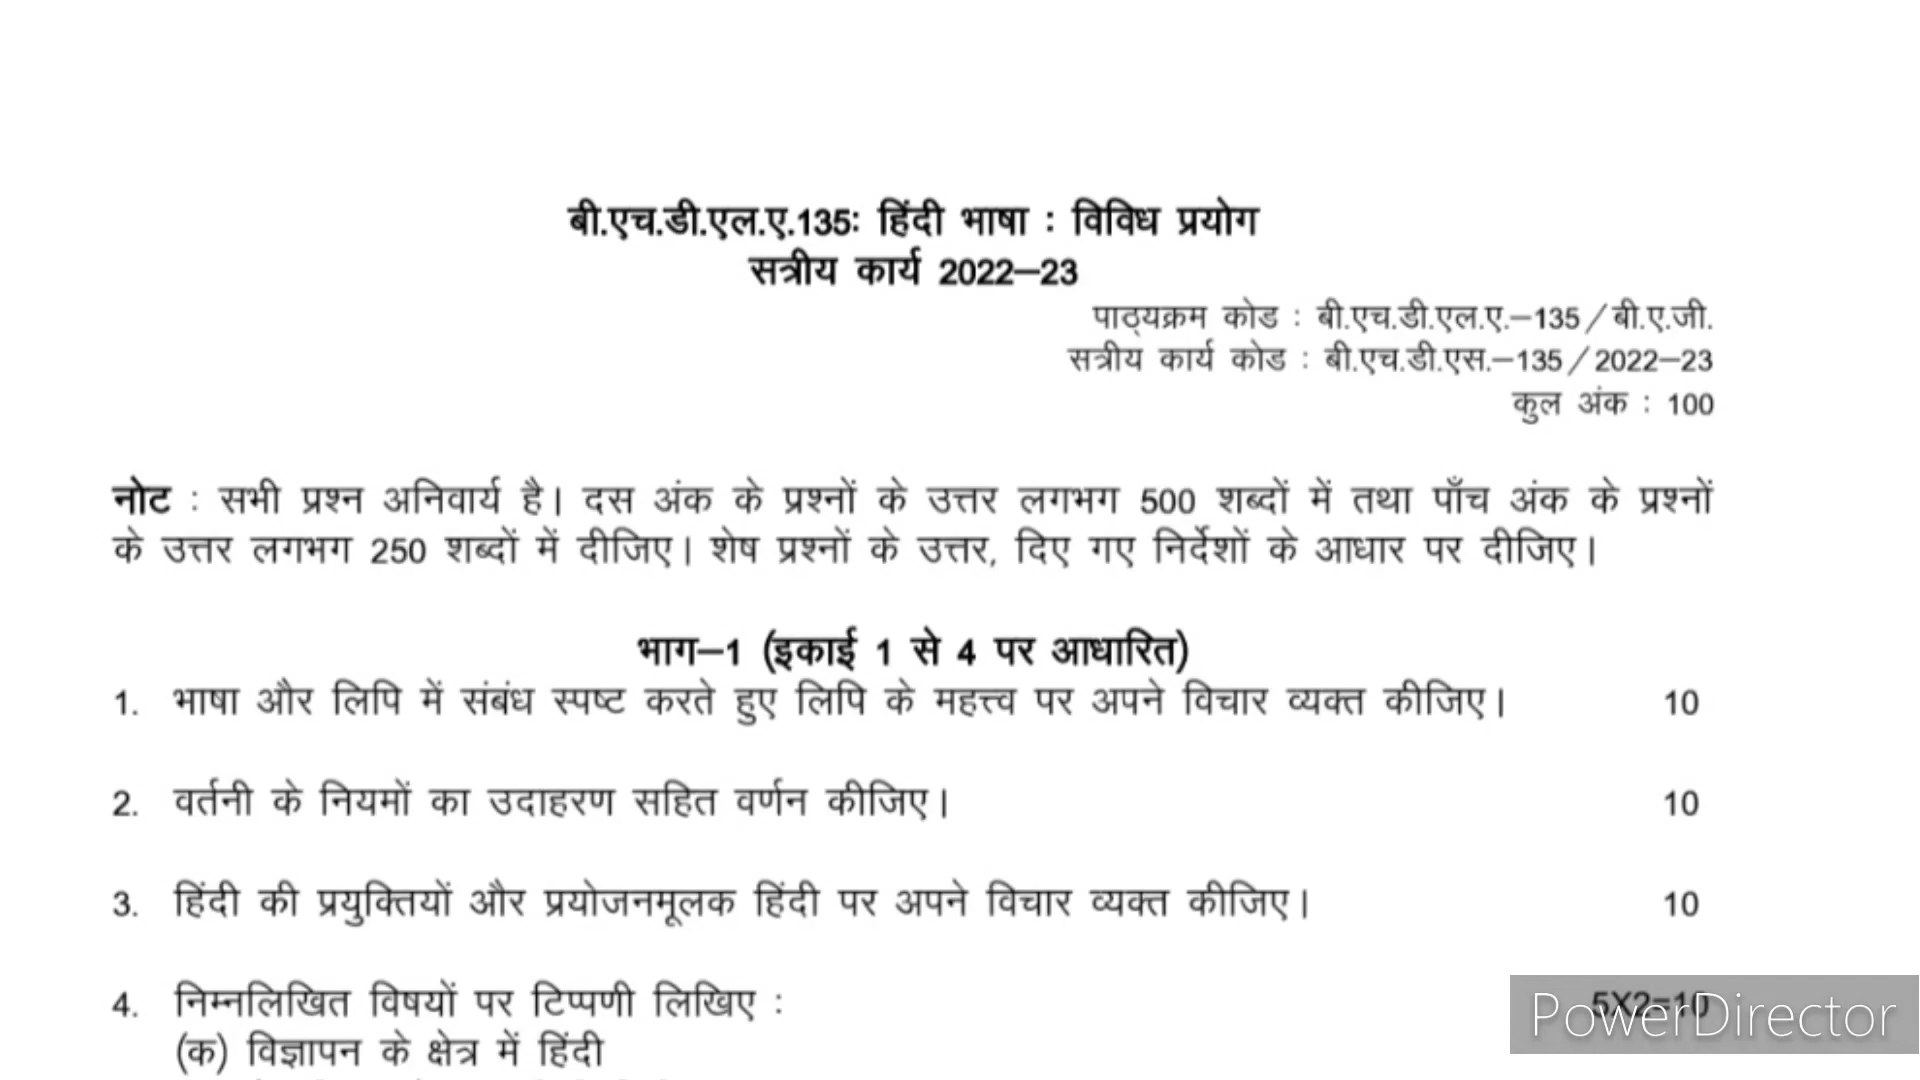 बी.एच.डी.एल.ए.135: हिंदी भाषा : विविध प्रयोग
सत्रीय कार्य 2022–23
पाठ्यक्रम कोड : बी.एच.डी.एल.ए.–135/बी.ए.जी.
सत्रीय कार्य कोड : बी.एच.डी.एस.–135/2022–23
कुल अंक : 100
नोट : सभी प्रश्न अनिवार्य है। दस अंक के प्रश्नों के उत्तर लगभग 500 शब्दों में तथा पाँच अंक के प्रश्नों
के उत्तर लगभग 250 शब्दों में दीजिए। शेष प्रश्नों के उत्तर, दिए गए निर्देशों के आधार पर दीजिए।
भाग–1 (इकाई 1 से 4 पर आधारित)
1. भाषा और लिपि में संबंध स्पष्ट करते हुए लिपि के महत्त्व पर अपने विचार व्यक्त कीजिए। 10
2. वर्तनी के नियमों का उदाहरण सहित वर्णन कीजिए। 10
3. हिंदी की प्रयुक्तियों और प्रयोजनमूलक हिंदी पर अपने विचार व्यक्त कीजिए। 10
4. निम्नलिखित विषयों पर टिप्पणी लिखिए : 5X2=10
PowerDirector
(क) विज्ञापन के क्षेत्र में हिंदी